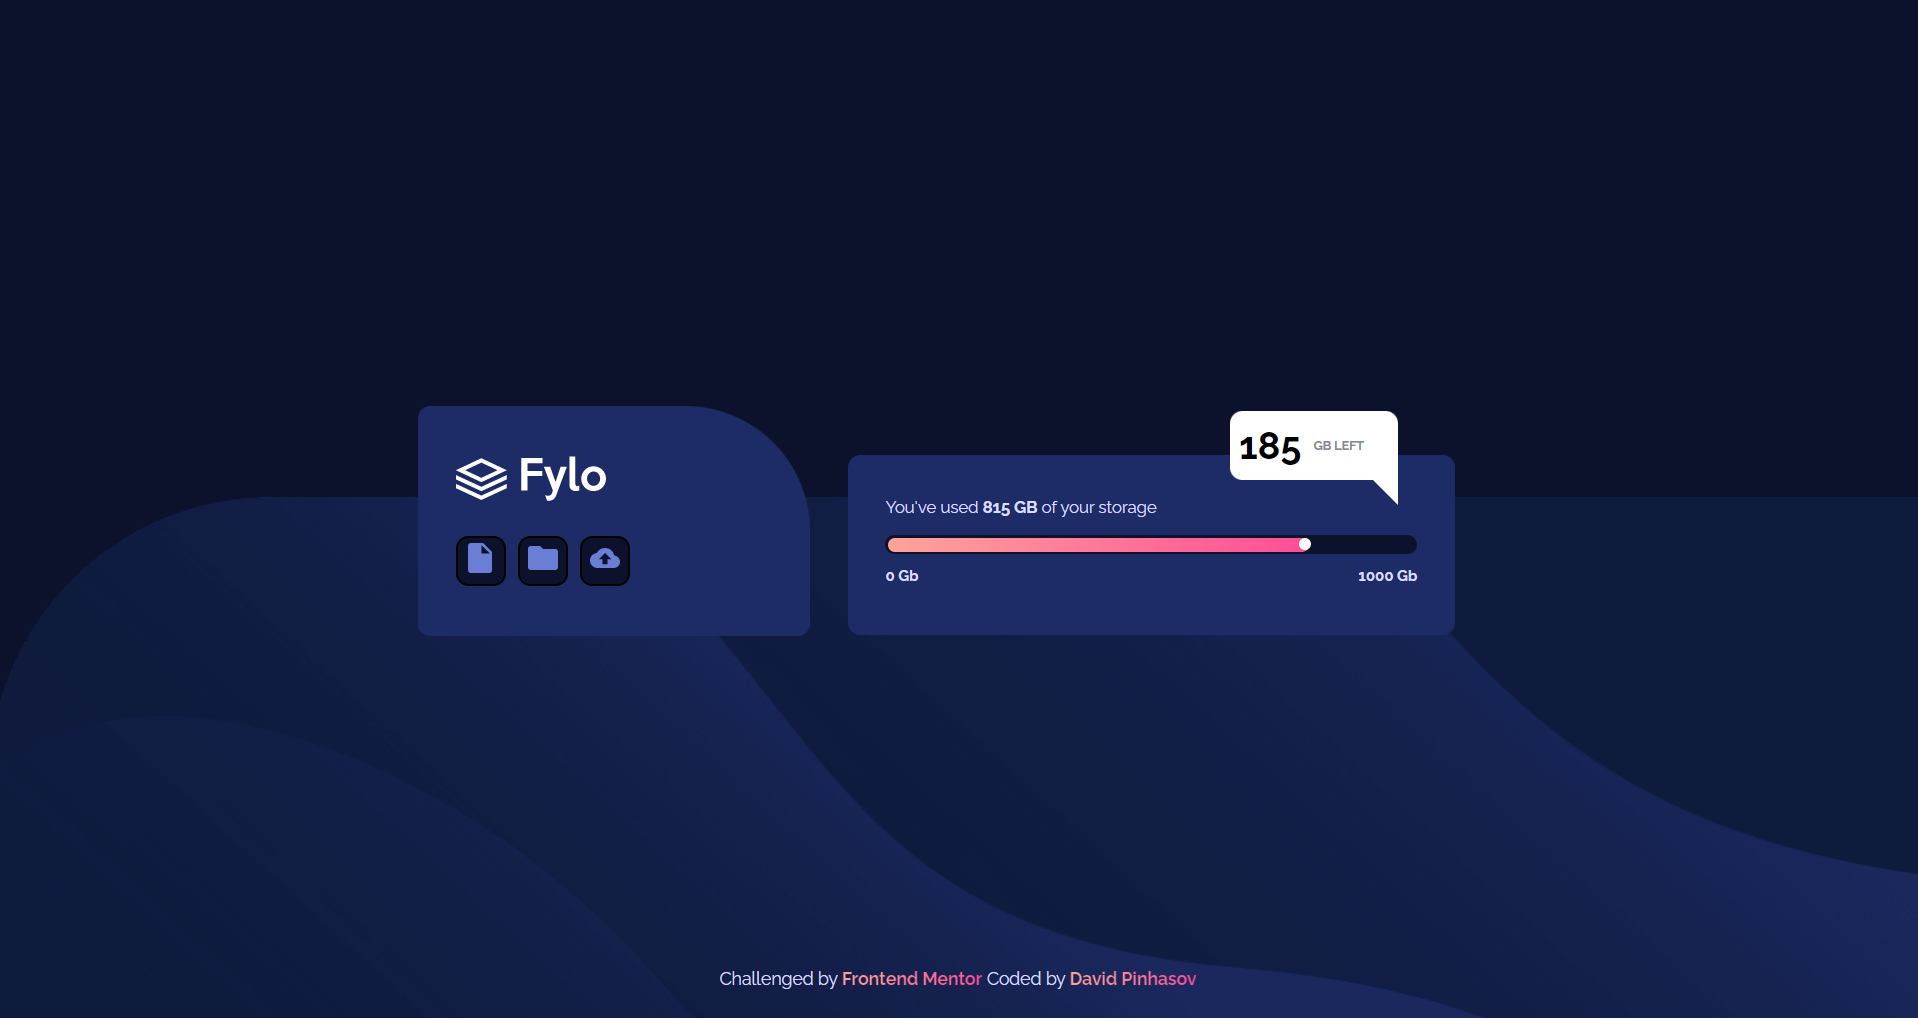 Fylo
185 GB LEFT
You've used 815 GB of your storage
0 Gb 1000 Gb
Challenged by Frontend Mentor Coded by David Pinhasov